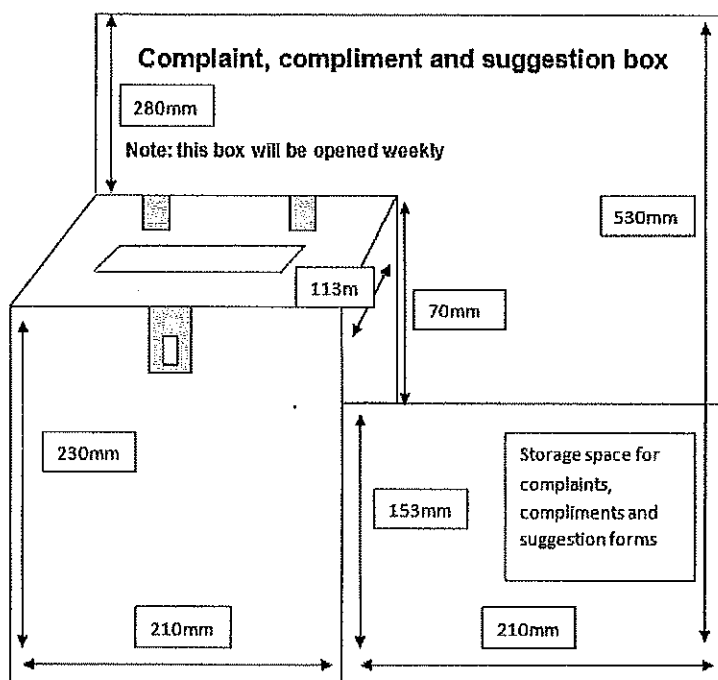 Complaint, compliment and suggestion box
280mm
Note: this box will be opened weekly
530mm
113m
70mm
230mm
Storage space for
complaints,
compliments and
suggestion forms
153mm
210mm
210mm